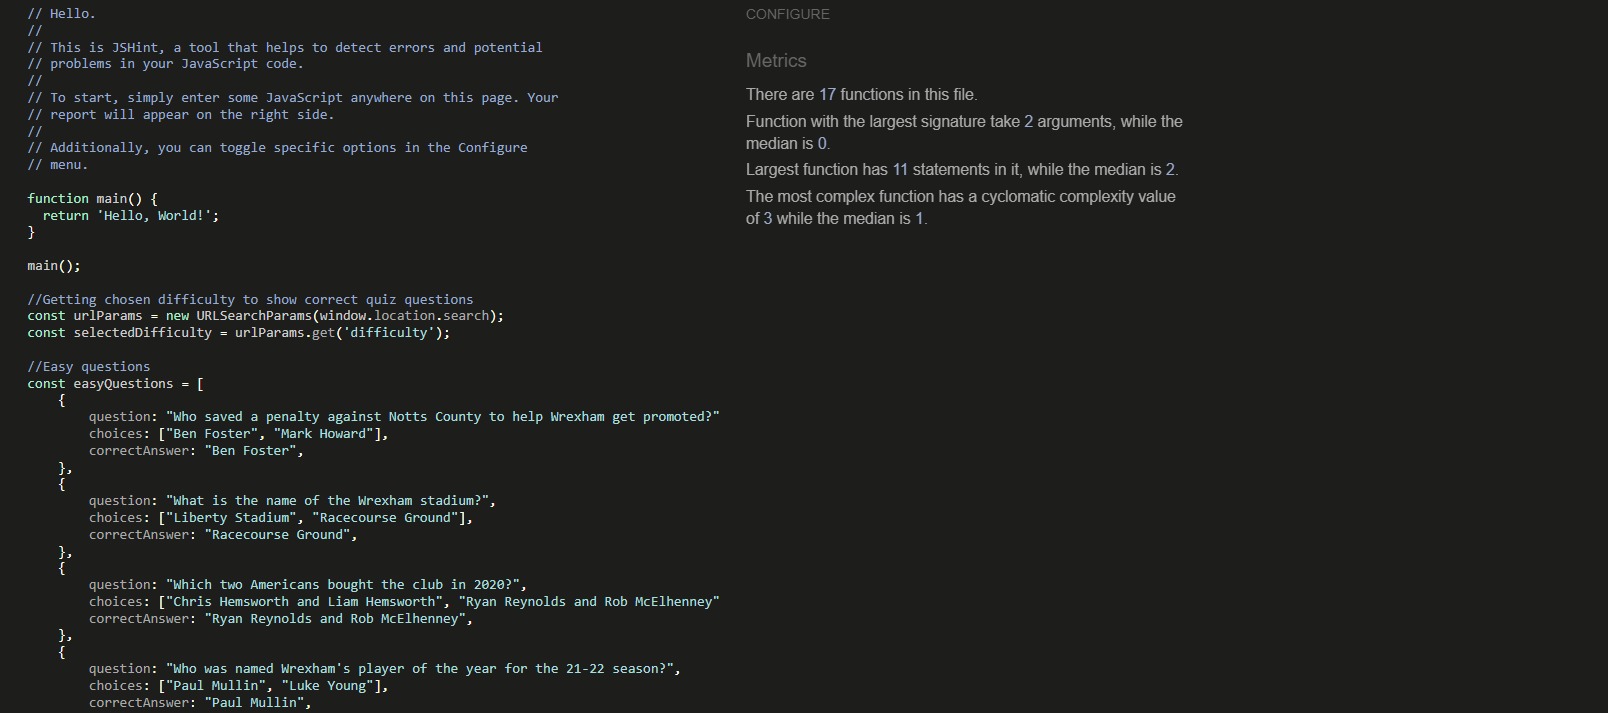 // Hello.
//
// This is JSHint, a tool that helps to detect errors and potential
// problems in your JavaScript code.
//
// To start, simply enter some JavaScript anywhere on this page. Your
// report will appear on the right side.
//
// Additionally, you can toggle specific options in the Configure
// menu.
function main() {
return 'Hello, World!';
}
main();
//Getting chosen difficulty to show correct quiz questions
const urlParams = new URLSearchParams(window.location.search);
const selectedDifficulty = urlParams.get('difficulty');
//Easy questions
const easyQuestions = [
{
question: "Who saved a penalty against Notts County to help Wrexham get promoted?"
choices: ["Ben Foster", "Mark Howard"],
correctAnswer: "Ben Foster",
},
{
question: "What is the name of the Wrexham stadium?",
choices: ["Liberty Stadium", "Racecourse Ground"],
correctAnswer: "Racecourse Ground",
},
{
question: "Which two Americans bought the club in 2020?",
choices: ["Chris Hemsworth and Liam Hemsworth", "Ryan Reynolds and Rob McElhenney"
correctAnswer: "Ryan Reynolds and Rob McElhenney",
},
{
question: "Who was named Wrexham's player of the year for the 21-22 season?",
choices: ["Paul Mullin", "Luke Young"],
correctAnswer: "Paul Mullin",
CONFIGURE
Metrics
There are 17 functions in this file.
Function with the largest signature take 2 arguments, while the
median is 0.
Largest function has 11 statements in it, while the median is 2.
The most complex function has a cyclomatic complexity value
of 3 while the median is 1.